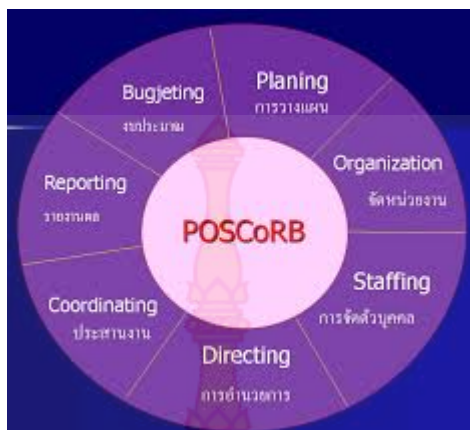 Planing
การวางแผน
Organization
จัดหน่วยงาน
Staffing
การจัดตัวบุคคล
Directing
การอำนวยการ
Coordinating
ประสานงาน
Reporting
รายงานผล
Bugjeting
งบประมาณ
POSCoRB